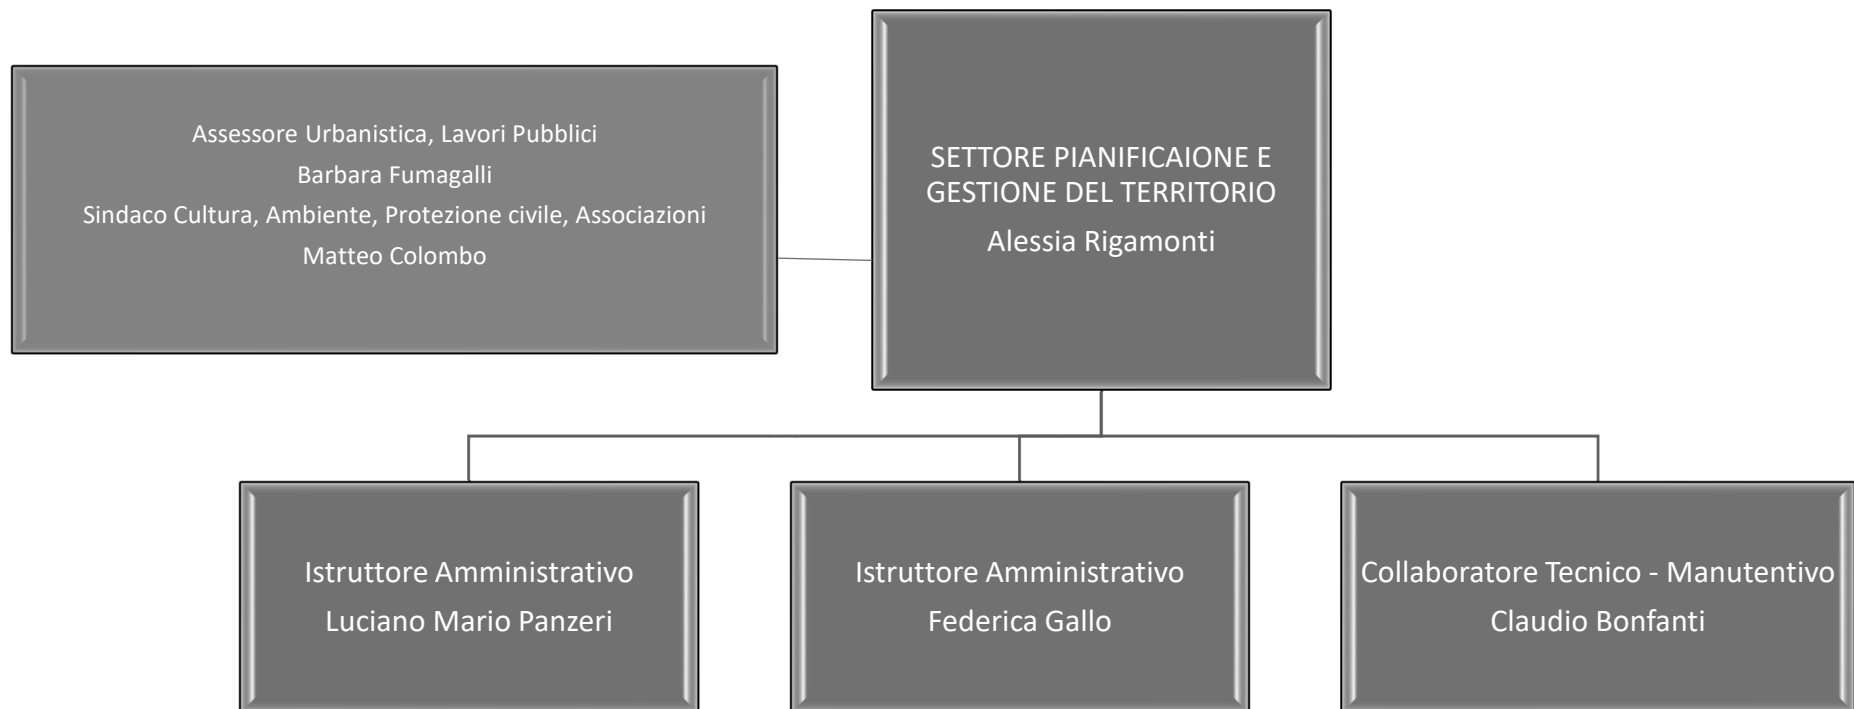 Assessore Urbanistica, Lavori Pubblici
Barbara Fumagalli
Sindaco Cultura, Ambiente, Protezione civile, Associazioni
Matteo Colombo
SETTORE PIANIFICAIONE E
GESTIONE DEL TERRITORIO
Alessia Rigamonti
Istruttore Amministrativo
Luciano Mario Panzeri
Istruttore Amministrativo
Federica Gallo
Collaboratore Tecnico - Manutentivo
Claudio Bonfanti